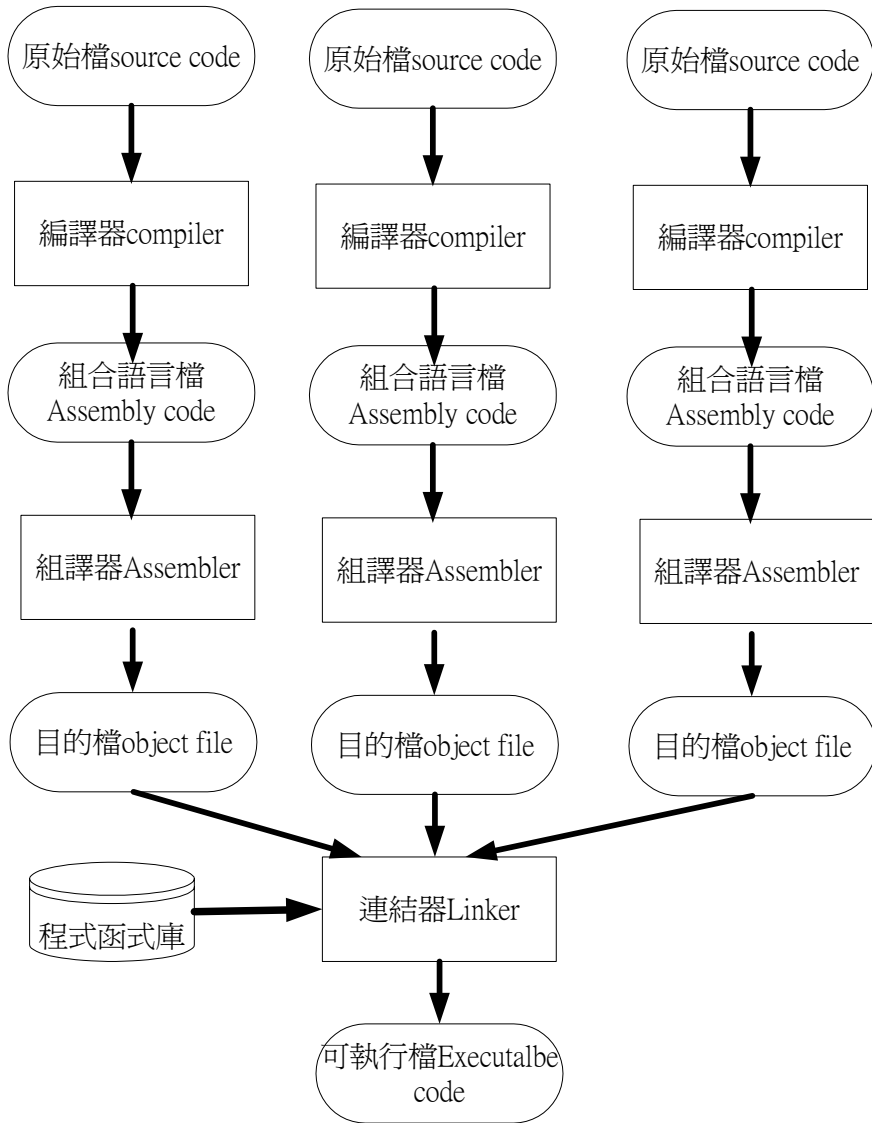 原始檔source code
原始檔source code
原始檔source code
編譯器compiler
編譯器compiler
編譯器compiler
組合語言檔
Assembly code
組合語言檔
Assembly code
組合語言檔
Assembly code
組譯器Assembler
組譯器Assembler
組譯器Assembler
目的檔object file
目的檔object file
目的檔object file
程式函式庫
連結器Linker
可執行檔Executalbe
code